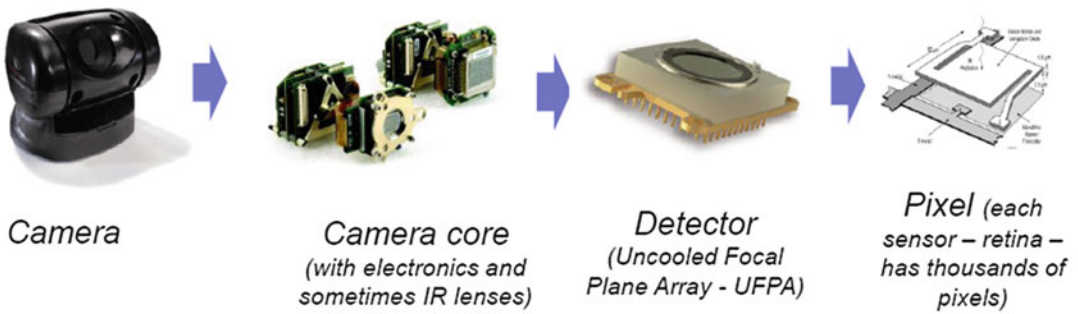 Camera
Camera core
(with electronics and
sometimes IR lenses)
Detector
(Uncooled Focal
Plane Array - UFPA)
Pixel (each
sensor – retina –
has thousands of
pixels)